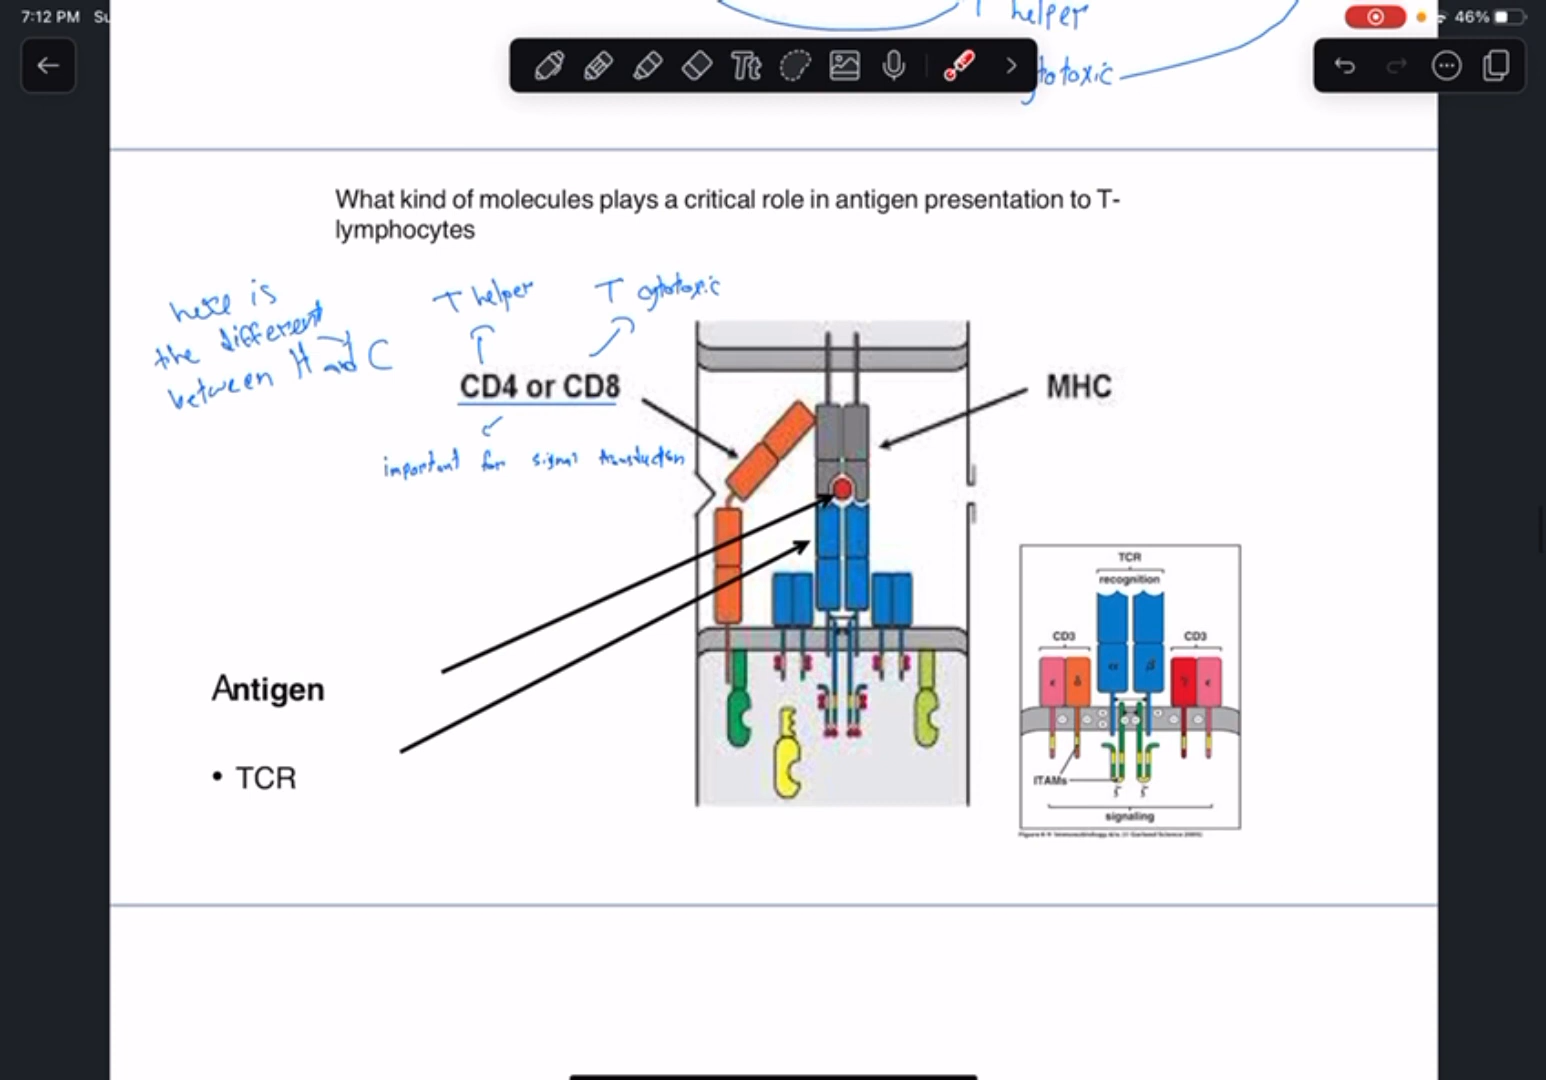 7:12 PM Su
46%
helper
totoxic
Tt
What kind of molecules plays a critical role in antigen presentation to T-
lymphocytes
here is
the different
between H and C
T helper
T cytotoxic
CD4 or CD8
MHC
important for signal transduction
Antigen
• TCR
TCR
recognition
CD3
CD3
ε
δ
α
β
γ
ε
ITAMs
ζ ζ
signaling